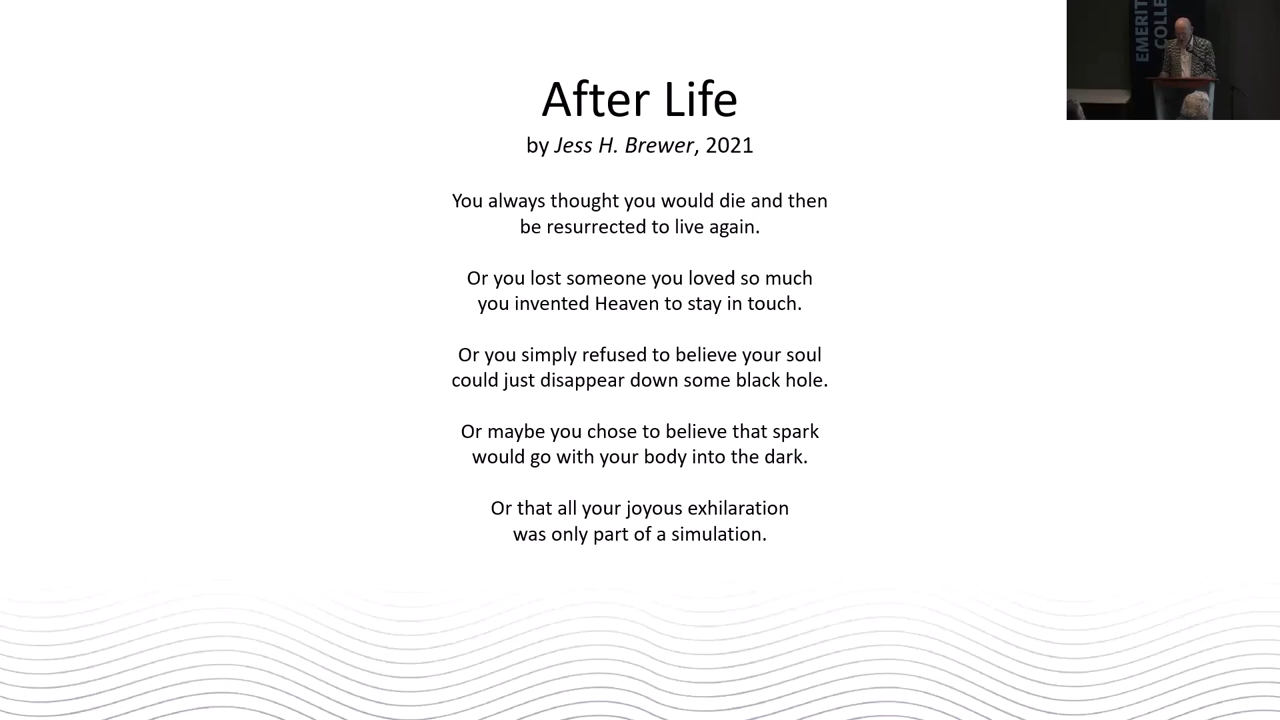 After Life
by Jess H. Brewer, 2021
You always thought you would die and then
be resurrected to live again.
Or you lost someone you loved so much
you invented Heaven to stay in touch.
Or you simply refused to believe your soul
could just disappear down some black hole.
Or maybe you chose to believe that spark
would go with your body into the dark.
Or that all your joyous exhilaration
was only part of a simulation.
EMERIT
COLLE